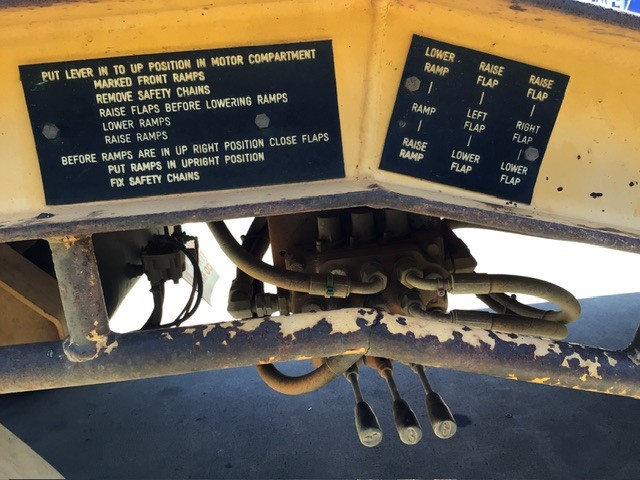 PUT LEVER IN TO UP POSITION IN MOTOR COMPARTMENT
MARKED FRONT RAMPS
REMOVE SAFETY CHAINS
RAISE FLAPS BEFORE LOWERING RAMPS
LOWER RAMPS
RAISE RAMPS
BEFORE RAMPS ARE IN UP RIGHT POSITION CLOSE FLAPS
PUT RAMPS IN UPRIGHT POSITION
FIX SAFETY CHAINS
LOWER
RAMP
RAMP
RAISE
RAMP
RAISE
FLAP
LEFT
FLAP
LOWER
FLAP
RAISE
FLAP
RIGHT
FLAP
LOWER
FLAP